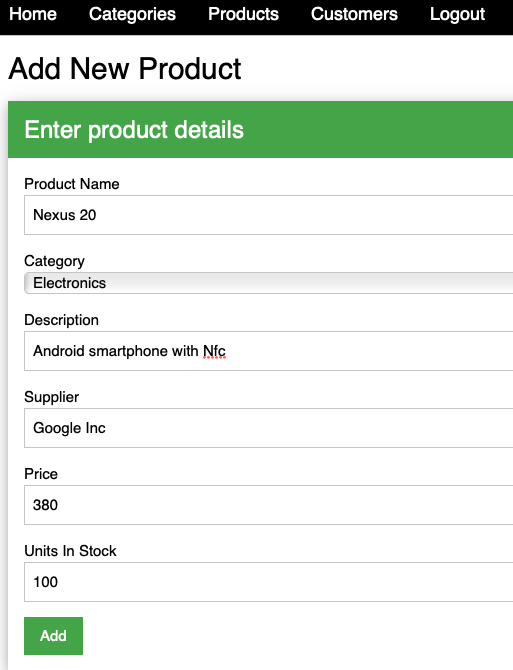 Home Categories Products Customers Logout
Add New Product
Enter product details
Product Name
Nexus 20
Category
Electronics
Description
Android smartphone with Nfc
Supplier
Google Inc
Price
380
Units In Stock
100
Add